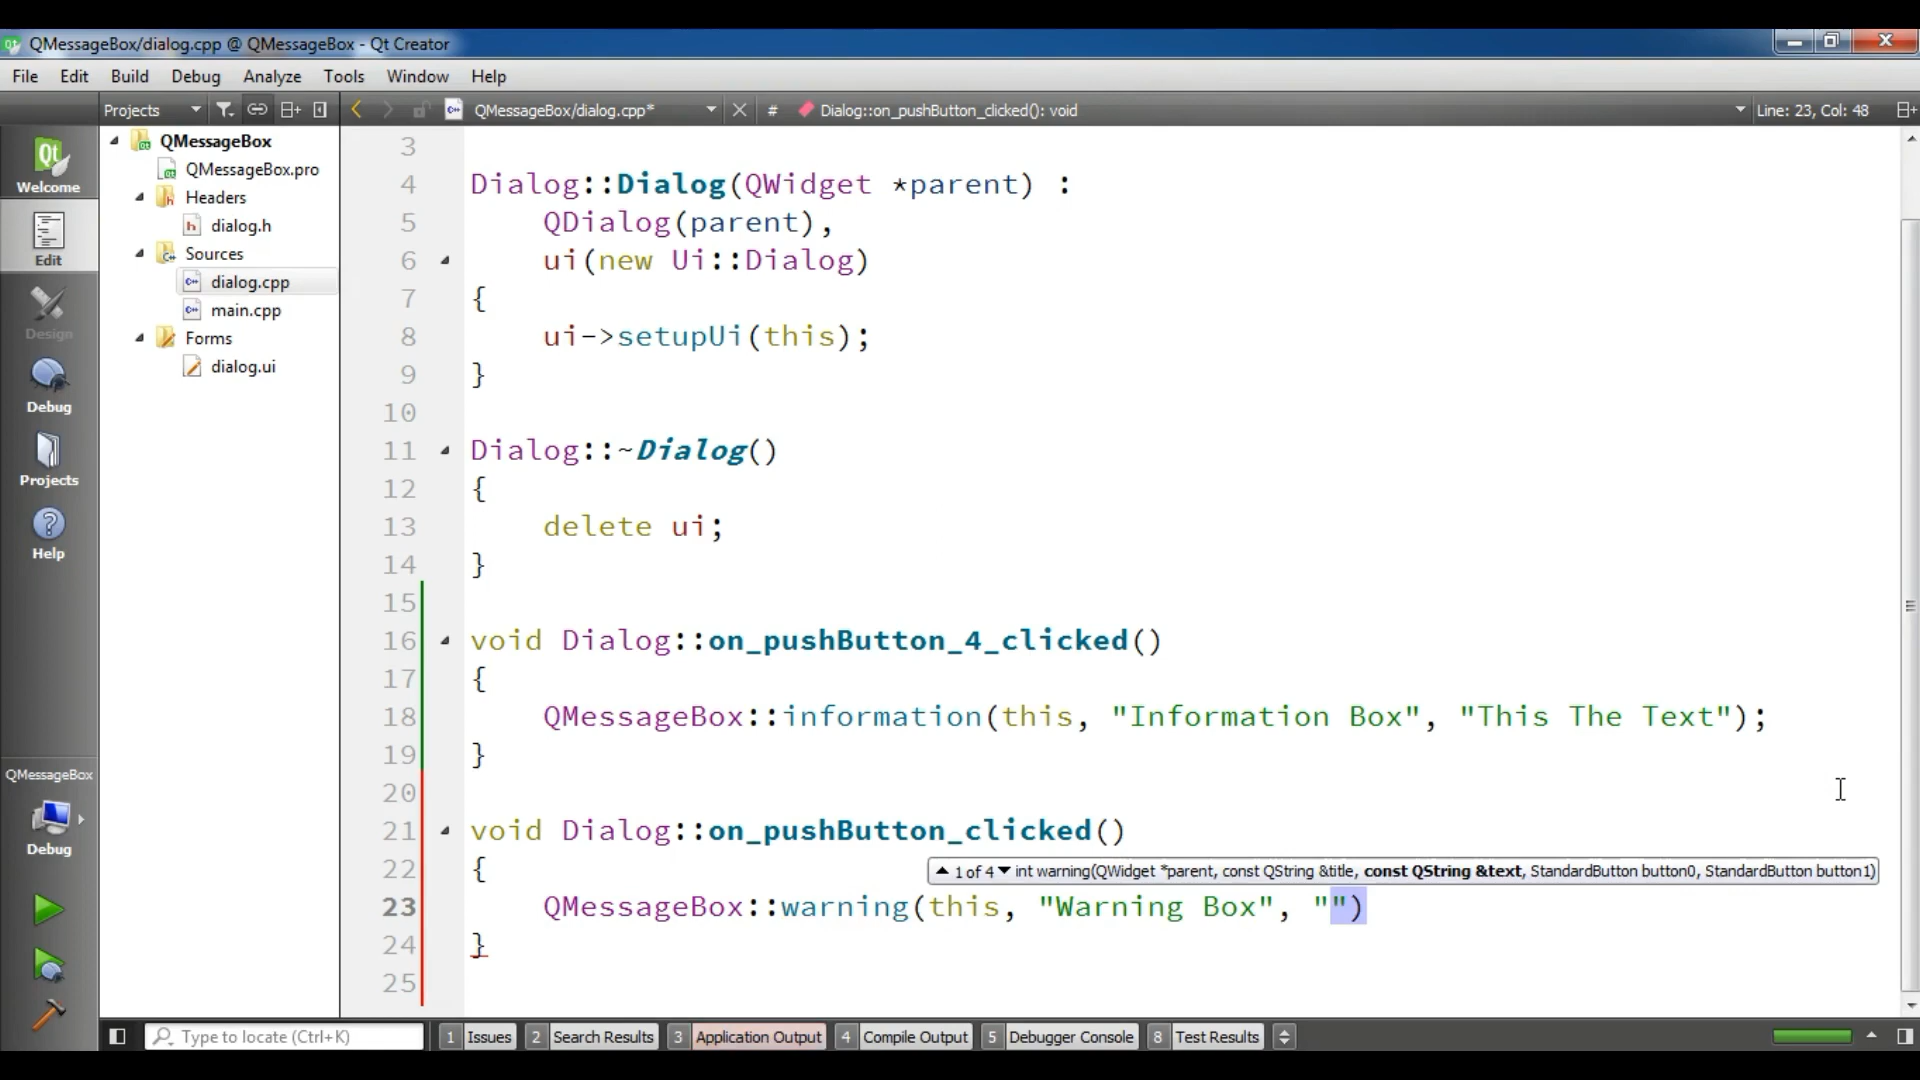 QMessageBox/dialog.cpp @ QMessageBox - Qt Creator
File Edit Build Debug Analyze Tools Window Help
Projects QMessageBox/dialog.cpp* # Dialog::on_pushButton_clicked(): void Line: 23, Col: 48
Welcome
Edit
Design
Debug
Projects
Help
QMessageBox
Debug
QMessageBox
QMessageBox.pro
Headers
dialog.h
Sources
dialog.cpp
main.cpp
Forms
dialog.ui
3
4 Dialog::Dialog(QWidget *parent) :
5 QDialog(parent),
6 ui(new Ui::Dialog)
7 {
8 ui->setupUi(this);
9 }
10
11 Dialog::~Dialog()
12 {
13 delete ui;
14 }
15
16 void Dialog::on_pushButton_4_clicked()
17 {
18 QMessageBox::information(this, "Information Box", "This The Text");
19 }
20
21 void Dialog::on_pushButton_clicked()
22 {
1 of 4 int warning(QWidget *parent, const QString &title, const QString &text, StandardButton button0, StandardButton button1)
23 QMessageBox::warning(this, "Warning Box", "")
24 }
25
Type to locate (Ctrl+K) 1 Issues 2 Search Results 3 Application Output 4 Compile Output 5 Debugger Console 8 Test Results